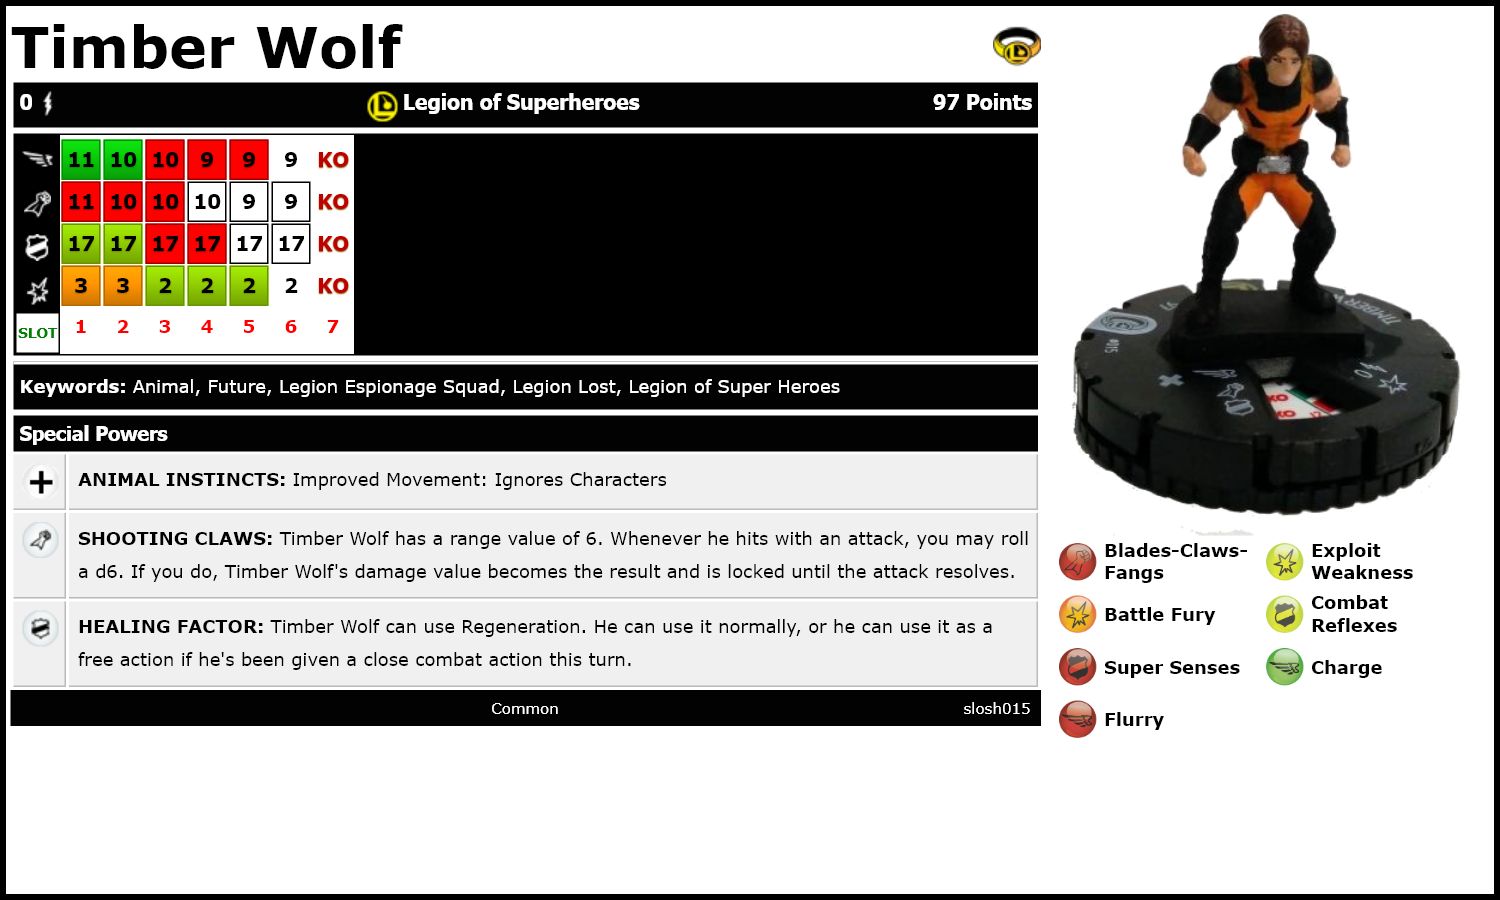 Timber Wolf
0 Legion of Superheroes 97 Points
11 10 10 9 9 9 KO
11 10 10 10 9 9 KO
17 17 17 17 17 17 KO
3 3 2 2 2 2 KO
SLOT 1 2 3 4 5 6 7
Keywords: Animal, Future, Legion Espionage Squad, Legion Lost, Legion of Super Heroes
Special Powers
ANIMAL INSTINCTS: Improved Movement: Ignores Characters
SHOOTING CLAWS: Timber Wolf has a range value of 6. Whenever he hits with an attack, you may roll
a d6. If you do, Timber Wolf's damage value becomes the result and is locked until the attack resolves.
HEALING FACTOR: Timber Wolf can use Regeneration. He can use it normally, or he can use it as a
free action if he's been given a close combat action this turn.
Common slosh015
97
TIMBER W
#015
0
KO
KO
Blades-Claws-
Fangs
Exploit
Weakness
Battle Fury
Combat
Reflexes
Super Senses
Charge
Flurry